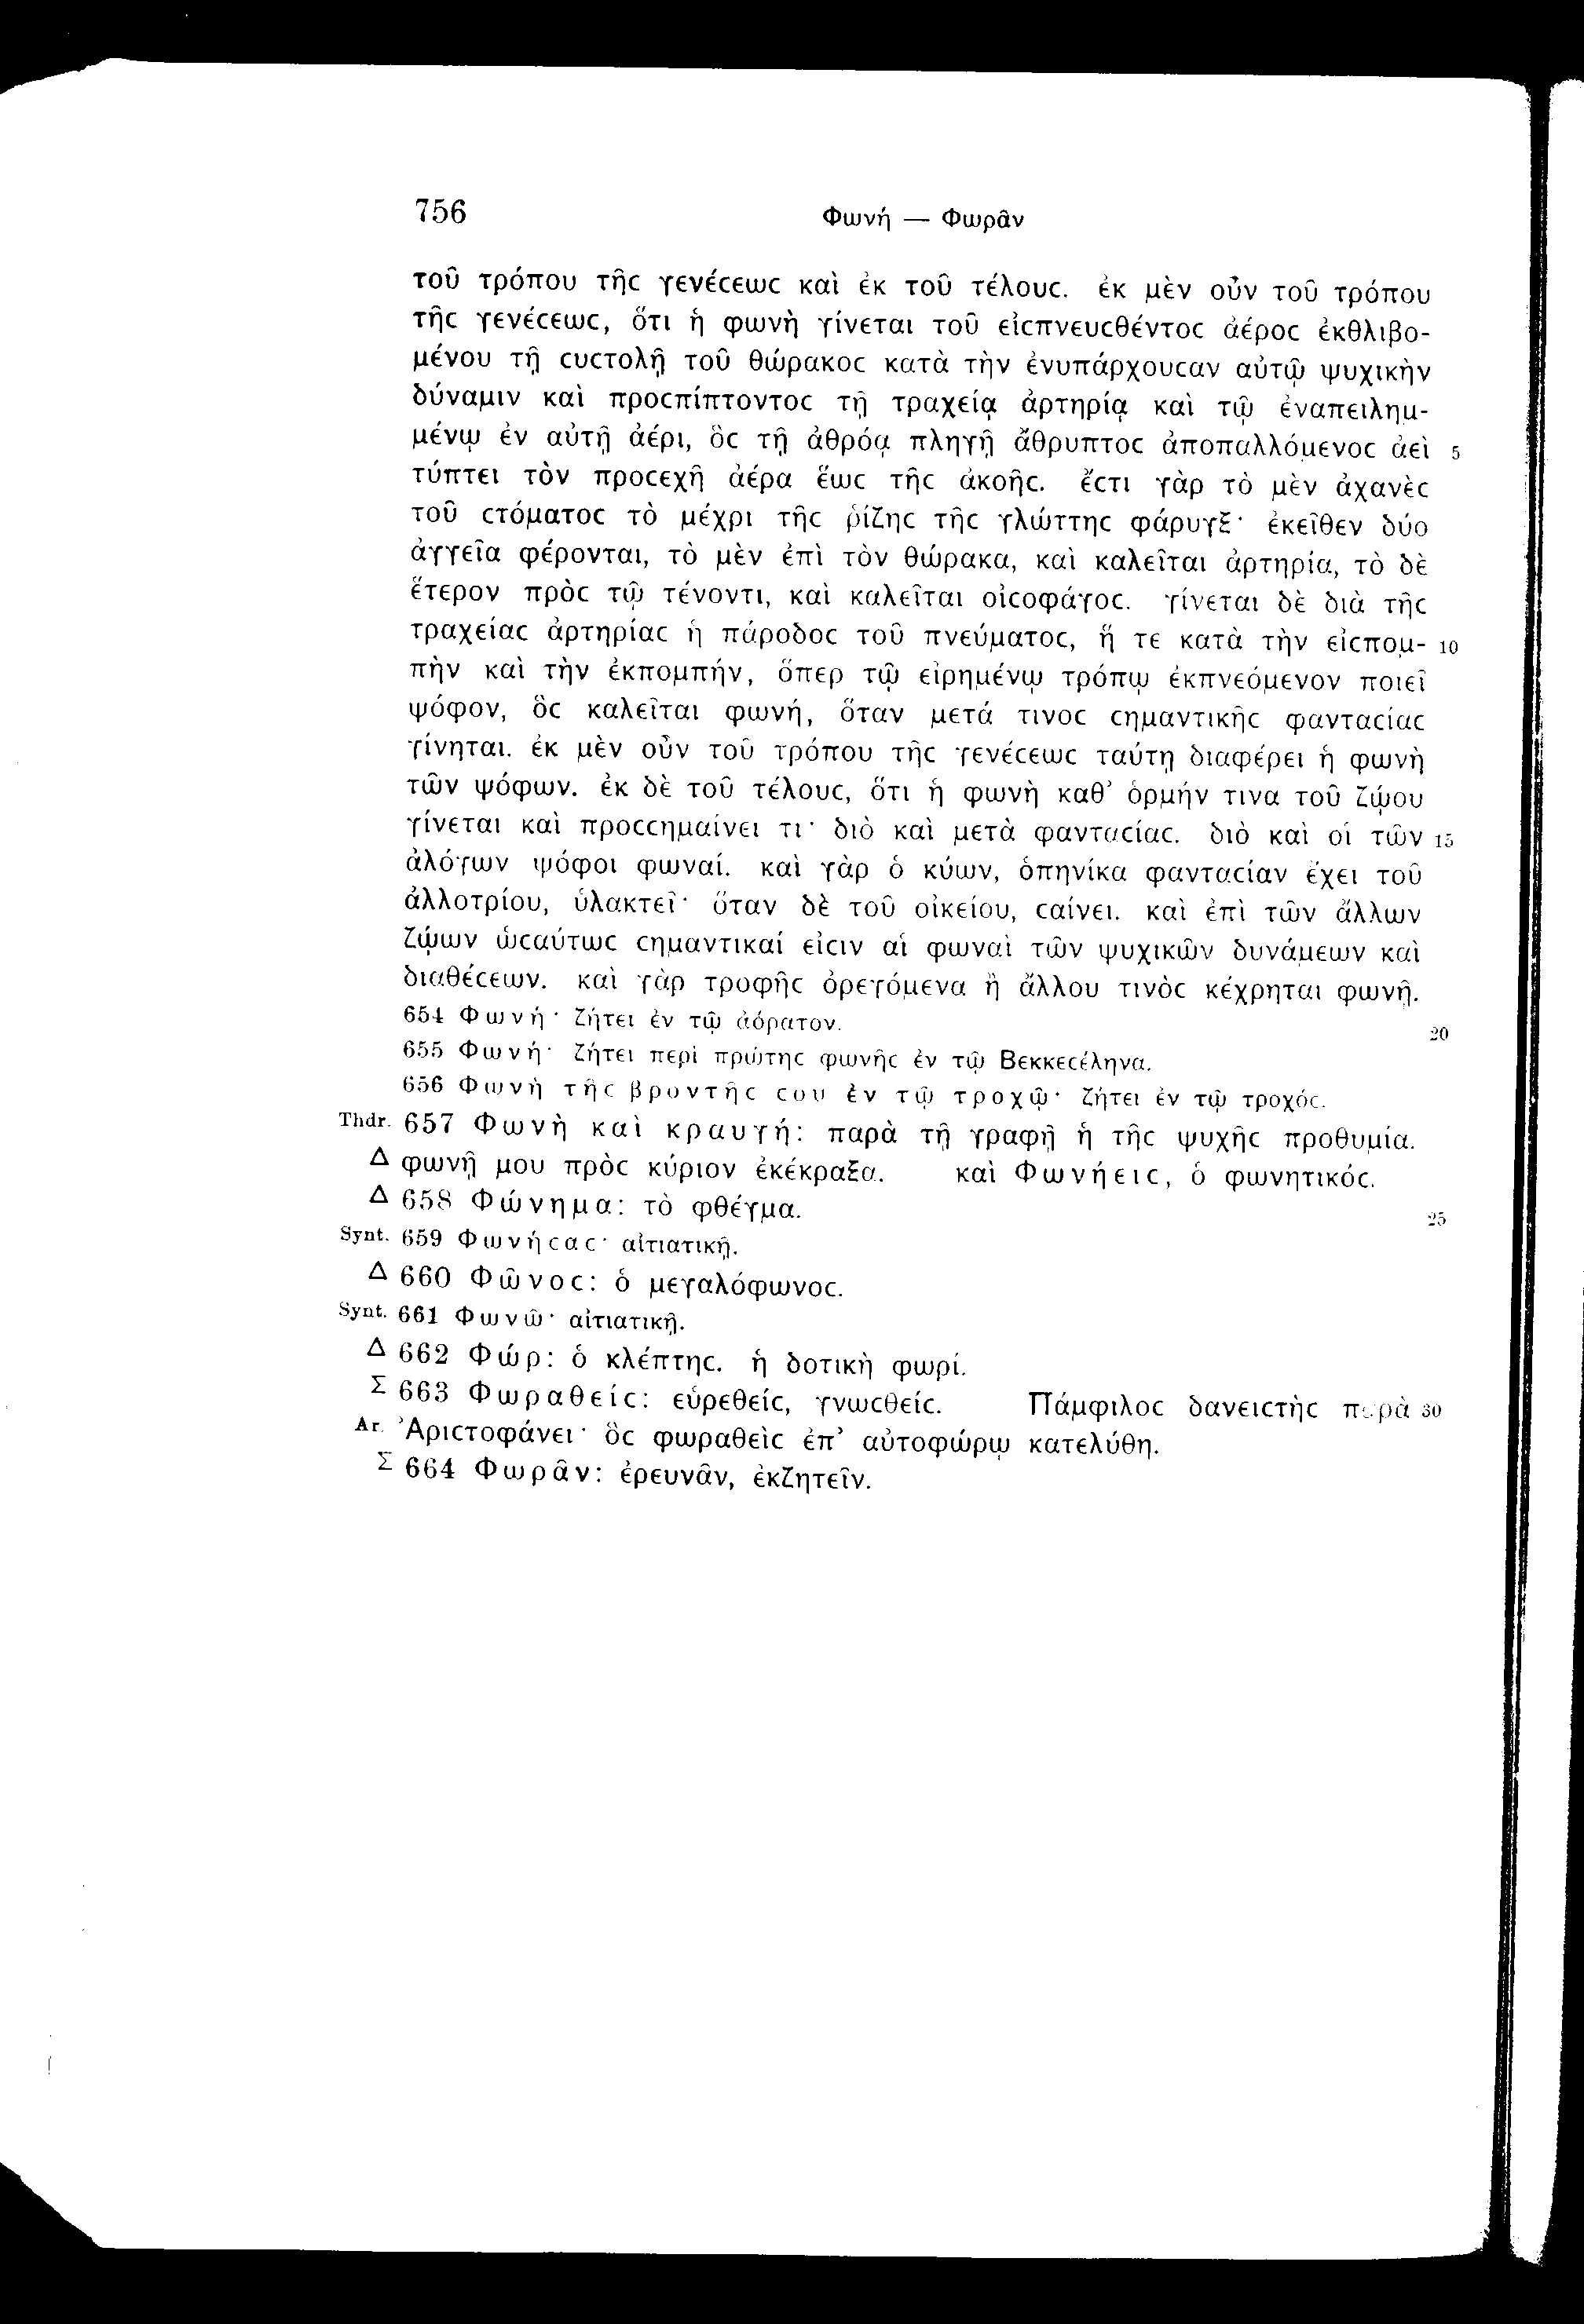 756 Φωνή — Φωρᾶν
τοῦ τρόπου τῆϲ γενέϲεωϲ καὶ ἐκ τοῦ τέλουϲ. ἐκ μὲν οὖν τοῦ τρόπου
τῆϲ γενέϲεωϲ, ὅτι ἡ φωνὴ γίνεται τοῦ εἰϲπνευϲθέντοϲ ἀέροϲ ἐκθλιβο-
μένου τῇ ϲυϲτολῇ τοῦ θώρακοϲ κατὰ τὴν ἐνυπάρχουϲαν αὐτῷ ψυχικὴν
δύναμιν καὶ προϲπίπτοντοϲ τῇ τραχείᾳ ἀρτηρίᾳ καὶ τῷ ἐναπειλημ-
μένῳ ἐν αὐτῇ ἀέρι, ὃϲ τῇ ἀθρόᾳ πληγῇ ἄθρυπτοϲ ἀποπαλλόμενοϲ ἀεὶ 5
τύπτει τὸν προϲεχῆ ἀέρα ἕωϲ τῆϲ ἀκοῆϲ. ἔϲτι γὰρ τὸ μὲν ἀχανὲϲ
τοῦ ϲτόματοϲ τὸ μέχρι τῆϲ ῥίζηϲ τῆϲ γλώττηϲ φάρυγξ· ἐκεῖθεν δύο
ἀγγεῖα φέρονται, τὸ μὲν ἐπὶ τὸν θώρακα, καὶ καλεῖται ἀρτηρία, τὸ δὲ
ἕτερον πρὸϲ τῷ τένοντι, καὶ καλεῖται οἰϲοφάγοϲ. γίνεται δὲ διὰ τῆϲ
τραχείαϲ ἀρτηρίαϲ ἡ πάροδοϲ τοῦ πνεύματοϲ, ἥ τε κατὰ τὴν εἰϲπομ- 10
πὴν καὶ τὴν ἐκπομπήν, ὅπερ τῷ εἰρημένῳ τρόπῳ ἐκπνεόμενον ποιεῖ
ψόφον, ὃϲ καλεῖται φωνή, ὅταν μετά τινοϲ ϲημαντικῆϲ φανταϲίαϲ
γίνηται. ἐκ μὲν οὖν τοῦ τρόπου τῆϲ γενέϲεωϲ ταύτῃ διαφέρει ἡ φωνὴ
τῶν ψόφων. ἐκ δὲ τοῦ τέλουϲ, ὅτι ἡ φωνὴ καθ’ ὁρμήν τινα τοῦ ζῴου
γίνεται καὶ προϲϲημαίνει τι· διὸ καὶ μετὰ φανταϲίαϲ. διὸ καὶ οἱ τῶν 15
ἀλόγων ψόφοι φωναί. καὶ γὰρ ὁ κύων, ὁπηνίκα φανταϲίαν ἔχει τοῦ
ἀλλοτρίου, ὑλακτεῖ· ὅταν δὲ τοῦ οἰκείου, ϲαίνει. καὶ ἐπὶ τῶν ἄλλων
ζῴων ὡϲαύτωϲ ϲημαντικαί εἰϲιν αἱ φωναὶ τῶν ψυχικῶν δυνάμεων καὶ
διαθέϲεων. καὶ γὰρ τροφῆϲ ὀρεγόμενα ἢ ἄλλου τινὸϲ κέχρηται φωνῇ.
654 Φωνή· ζήτει ἐν τῷ ἀόρατον. 20
655 Φωνή· ζήτει περὶ πρώτηϲ φωνῆϲ ἐν τῷ Βεκκεϲέληνα.
656 Φωνὴ τῆϲ βροντῆϲ ϲου ἐν τῷ τροχῷ· ζήτει ἐν τῷ τροχόϲ.
Thdr. 657 Φωνὴ καὶ κραυγή: παρὰ τῇ γραφῇ ἡ τῆϲ ψυχῆϲ προθυμία.
Δ φωνῇ μου πρὸϲ κύριον ἐκέκραξα. καὶ Φωνήειϲ, ὁ φωνητικόϲ.
Δ 658 Φώνημα: τὸ φθέγμα. 25
Synt. 659 Φωνήϲαϲ· αἰτιατικῇ.
Δ 660 Φῶνοϲ: ὁ μεγαλόφωνοϲ.
Synt. 661 Φωνῶ· αἰτιατικῇ.
Δ 662 Φώρ: ὁ κλέπτηϲ. ἡ δοτικὴ φωρί.
Σ 663 Φωραθείϲ: εὑρεθείϲ, γνωϲθείϲ. Πάμφιλοϲ δανειϲτὴϲ παρὰ 30
Ar. Ἀριϲτοφάνει· ὃϲ φωραθεὶϲ ἐπ’ αὐτοφώρῳ κατελύθη.
Σ 664 Φωρᾶν: ἐρευνᾶν, ἐκζητεῖν.